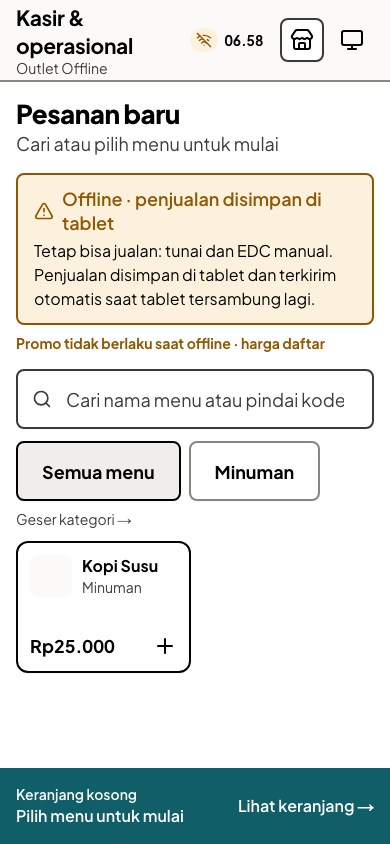 Kasir &
operasional
Outlet Offline
06.58
Pesanan baru
Cari atau pilih menu untuk mulai
Offline · penjualan disimpan di
tablet
Tetap bisa jualan: tunai dan EDC manual.
Penjualan disimpan di tablet dan terkirim
otomatis saat tablet tersambung lagi.
Promo tidak berlaku saat offline · harga daftar
Cari nama menu atau pindai kode
Semua menu
Minuman
Geser kategori →
Kopi Susu
Minuman
Rp25.000
Keranjang kosong
Pilih menu untuk mulai
Lihat keranjang →